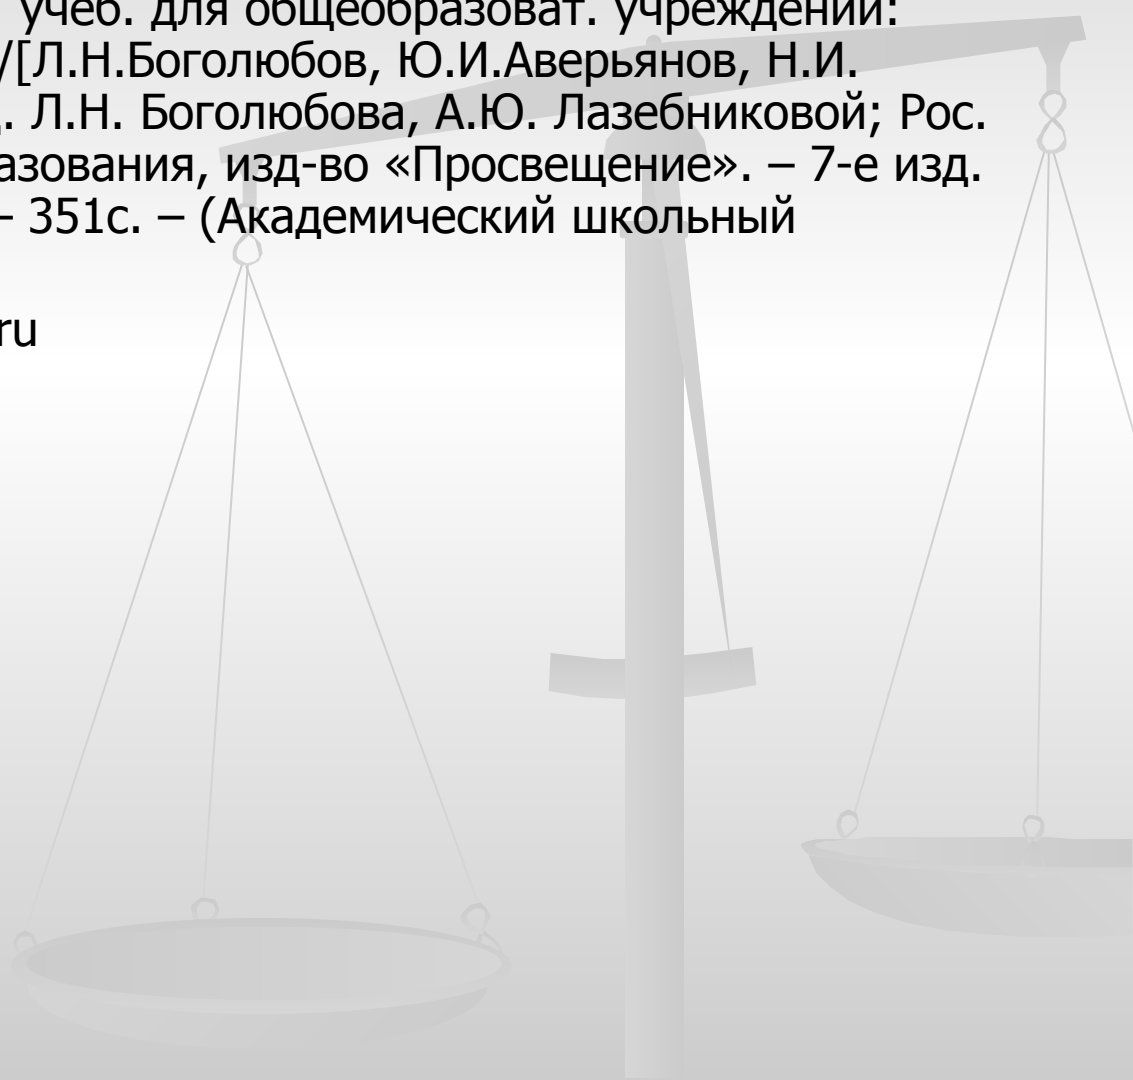 учеб. для общеобразоват. учреждений:
/[Л.Н.Боголюбов, Ю.И.Аверьянов, Н.И.
. Л.Н. Боголюбова, А.Ю. Лазебниковой; Рос.
азования, изд-во «Просвещение». – 7-е изд.
– 351с. – (Академический школьный
ru